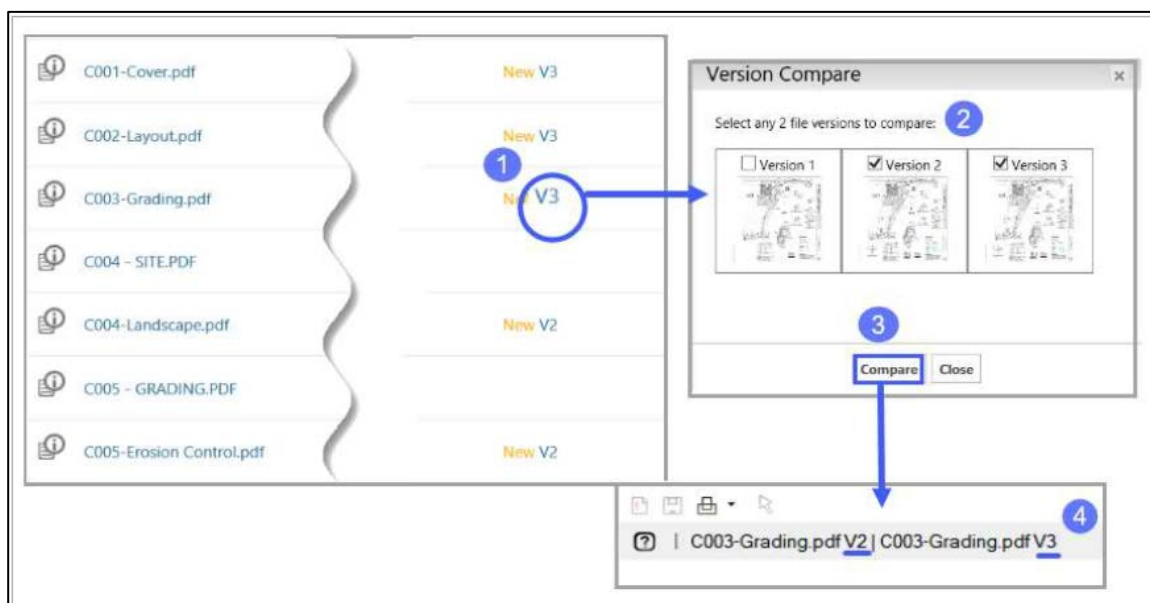 C001-Cover.pdf New V3
C002-Layout.pdf New V3
1
C003-Grading.pdf V3
C004 - SITE.PDF
C004-Landscape.pdf New V2
C005 - GRADING.PDF
C005-Erosion Control.pdf New V2
Version Compare
Select any 2 file versions to compare: 2
Version 1 Version 2 Version 3
3
Compare Close
4
C003-Grading.pdf V2 | C003-Grading.pdf V3